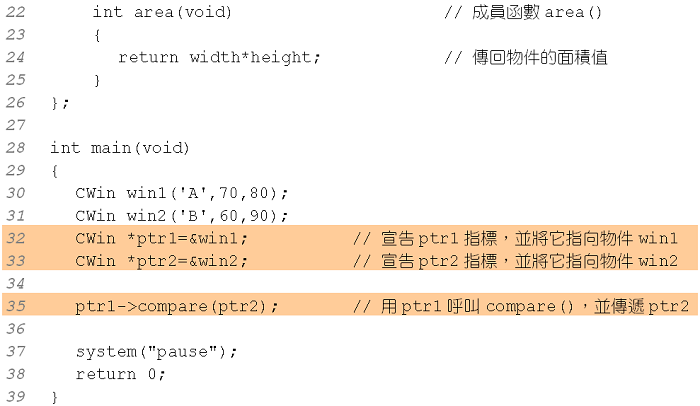 22 int area(void) // 成員函數 area()
23 {
24 return width*height; // 傳回物件的面積值
25 }
26 };
27
28 int main(void)
29 {
30 CWin win1('A',70,80);
31 CWin win2('B',60,90);
32 CWin *ptr1=&win1; // 宣告 ptr1 指標，並將它指向物件 win1
33 CWin *ptr2=&win2; // 宣告 ptr2 指標，並將它指向物件 win2
34
35 ptr1->compare(ptr2); // 用 ptr1 呼叫 compare()，並傳遞 ptr2
36
37 system("pause");
38 return 0;
39 }